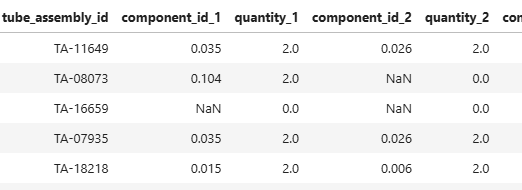 tube_assembly_id component_id_1 quantity_1 component_id_2 quantity_2 con
TA-11649 0.035 2.0 0.026 2.0
TA-08073 0.104 2.0 NaN 0.0
TA-16659 NaN 0.0 NaN 0.0
TA-07935 0.035 2.0 0.026 2.0
TA-18218 0.015 2.0 0.006 2.0